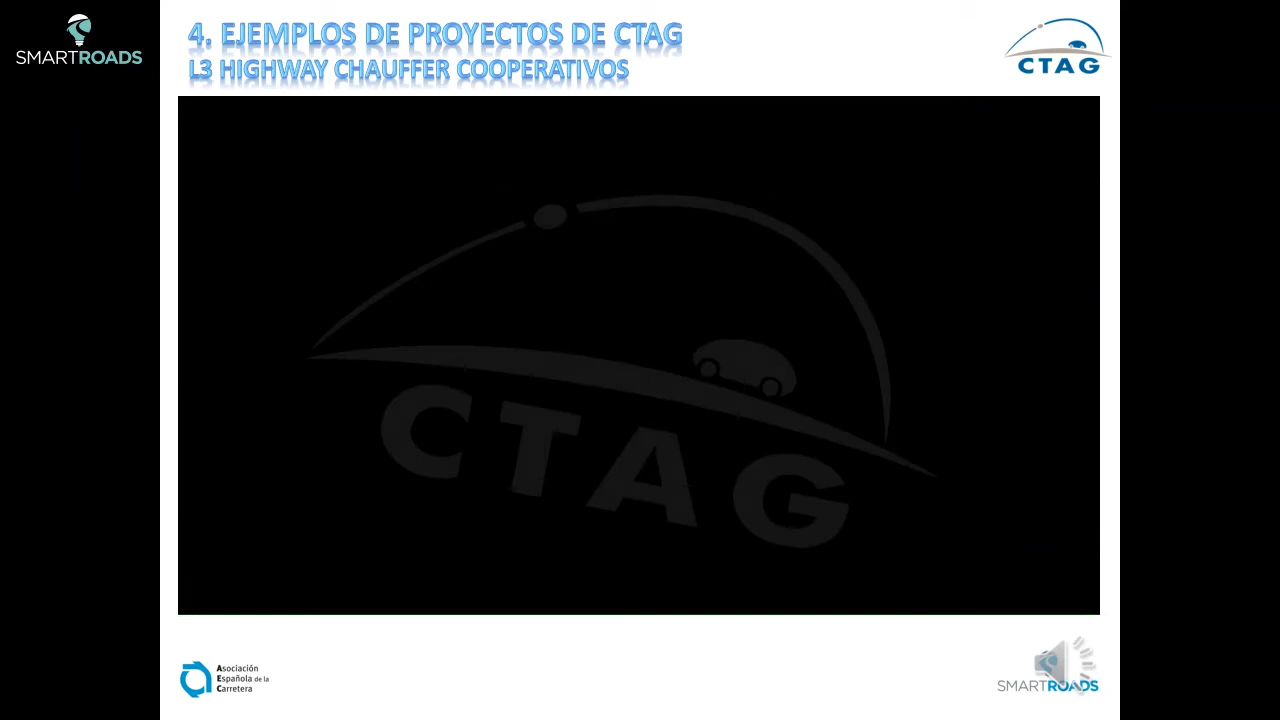 SMARTROADS
4. EJEMPLOS DE PROYECTOS DE CTAG
L3 HIGHWAY CHAUFFER COOPERATIVOS
CTAG
CTAG
Asociación
Española de la
Carretera
SMARTROADS